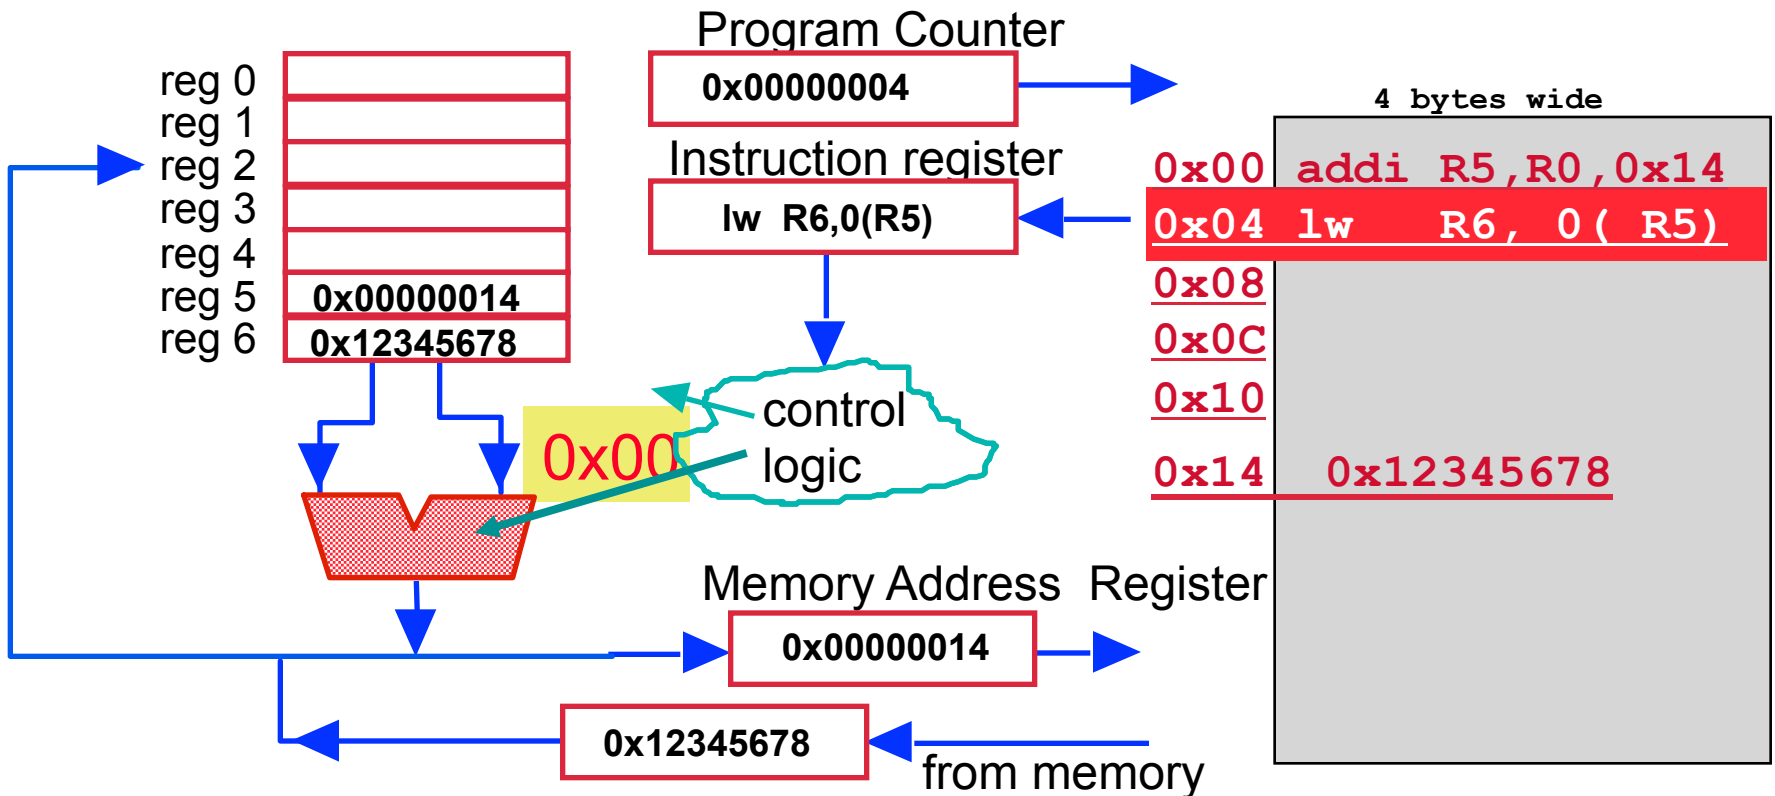 Program Counter
0x00000004
reg 0
reg 1
reg 2
reg 3
reg 4
reg 5 0x00000014
reg 6 0x12345678
Instruction register
lw R6,0(R5)
4 bytes wide
0x00 addi R5,R0,0x14
0x04 lw R6, 0( R5)
0x08
0x0C
0x10
0x14 0x12345678
0x00
control
logic
Memory Address Register
0x00000014
0x12345678
from memory